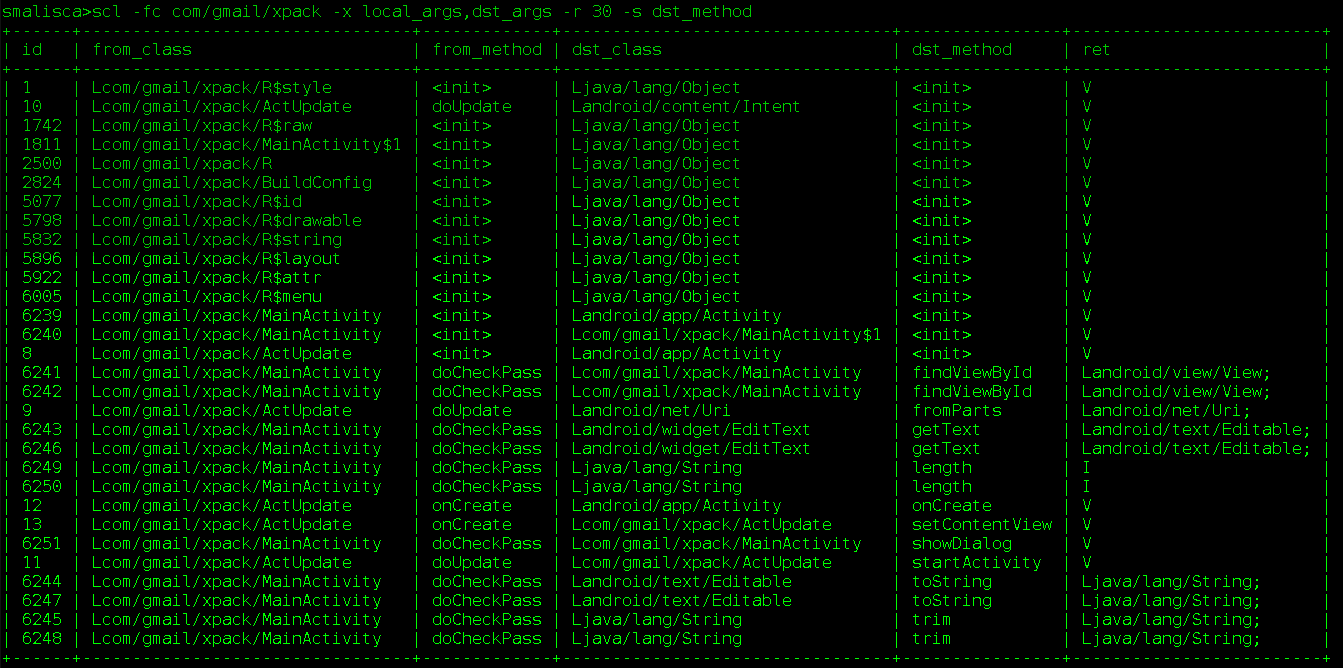 smalisca>scl -fc com/gmail/xpack -x local_args,dst_args -r 30 -s dst_method
+------+--------------------------------+-------------+--------------------------------+----------------+------------------------+
| id | from_class | from_method | dst_class | dst_method | ret |
+------+--------------------------------+-------------+--------------------------------+----------------+------------------------+
| 1 | Lcom/gmail/xpack/R$style | <init> | Ljava/lang/Object | <init> | V |
| 10 | Lcom/gmail/xpack/ActUpdate | doUpdate | Landroid/content/Intent | <init> | V |
| 1742 | Lcom/gmail/xpack/R$raw | <init> | Ljava/lang/Object | <init> | V |
| 1811 | Lcom/gmail/xpack/MainActivity$1 | <init> | Ljava/lang/Object | <init> | V |
| 2500 | Lcom/gmail/xpack/R | <init> | Ljava/lang/Object | <init> | V |
| 2824 | Lcom/gmail/xpack/BuildConfig | <init> | Ljava/lang/Object | <init> | V |
| 5077 | Lcom/gmail/xpack/R$id | <init> | Ljava/lang/Object | <init> | V |
| 5798 | Lcom/gmail/xpack/R$drawable | <init> | Ljava/lang/Object | <init> | V |
| 5832 | Lcom/gmail/xpack/R$string | <init> | Ljava/lang/Object | <init> | V |
| 5896 | Lcom/gmail/xpack/R$layout | <init> | Ljava/lang/Object | <init> | V |
| 5922 | Lcom/gmail/xpack/R$attr | <init> | Ljava/lang/Object | <init> | V |
| 6005 | Lcom/gmail/xpack/R$menu | <init> | Ljava/lang/Object | <init> | V |
| 6239 | Lcom/gmail/xpack/MainActivity | <init> | Landroid/app/Activity | <init> | V |
| 6240 | Lcom/gmail/xpack/MainActivity | <init> | Lcom/gmail/xpack/MainActivity$1 | <init> | V |
| 8 | Lcom/gmail/xpack/ActUpdate | <init> | Landroid/app/Activity | <init> | V |
| 6241 | Lcom/gmail/xpack/MainActivity | doCheckPass | Lcom/gmail/xpack/MainActivity | findViewById | Landroid/view/View; |
| 6242 | Lcom/gmail/xpack/MainActivity | doCheckPass | Lcom/gmail/xpack/MainActivity | findViewById | Landroid/view/View; |
| 9 | Lcom/gmail/xpack/ActUpdate | doUpdate | Landroid/net/Uri | fromParts | Landroid/net/Uri; |
| 6243 | Lcom/gmail/xpack/MainActivity | doCheckPass | Landroid/widget/EditText | getText | Landroid/text/Editable; |
| 6246 | Lcom/gmail/xpack/MainActivity | doCheckPass | Landroid/widget/EditText | getText | Landroid/text/Editable; |
| 6249 | Lcom/gmail/xpack/MainActivity | doCheckPass | Ljava/lang/String | length | I |
| 6250 | Lcom/gmail/xpack/MainActivity | doCheckPass | Ljava/lang/String | length | I |
| 12 | Lcom/gmail/xpack/ActUpdate | onCreate | Landroid/app/Activity | onCreate | V |
| 13 | Lcom/gmail/xpack/ActUpdate | onCreate | Lcom/gmail/xpack/ActUpdate | setContentView | V |
| 6251 | Lcom/gmail/xpack/MainActivity | doCheckPass | Lcom/gmail/xpack/MainActivity | showDialog | V |
| 11 | Lcom/gmail/xpack/ActUpdate | doUpdate | Lcom/gmail/xpack/ActUpdate | startActivity | V |
| 6244 | Lcom/gmail/xpack/MainActivity | doCheckPass | Landroid/text/Editable | toString | Ljava/lang/String; |
| 6247 | Lcom/gmail/xpack/MainActivity | doCheckPass | Landroid/text/Editable | toString | Ljava/lang/String; |
| 6245 | Lcom/gmail/xpack/MainActivity | doCheckPass | Ljava/lang/String | trim | Ljava/lang/String; |
| 6248 | Lcom/gmail/xpack/MainActivity | doCheckPass | Ljava/lang/String | trim | Ljava/lang/String; |
+------+--------------------------------+-------------+--------------------------------+----------------+------------------------+